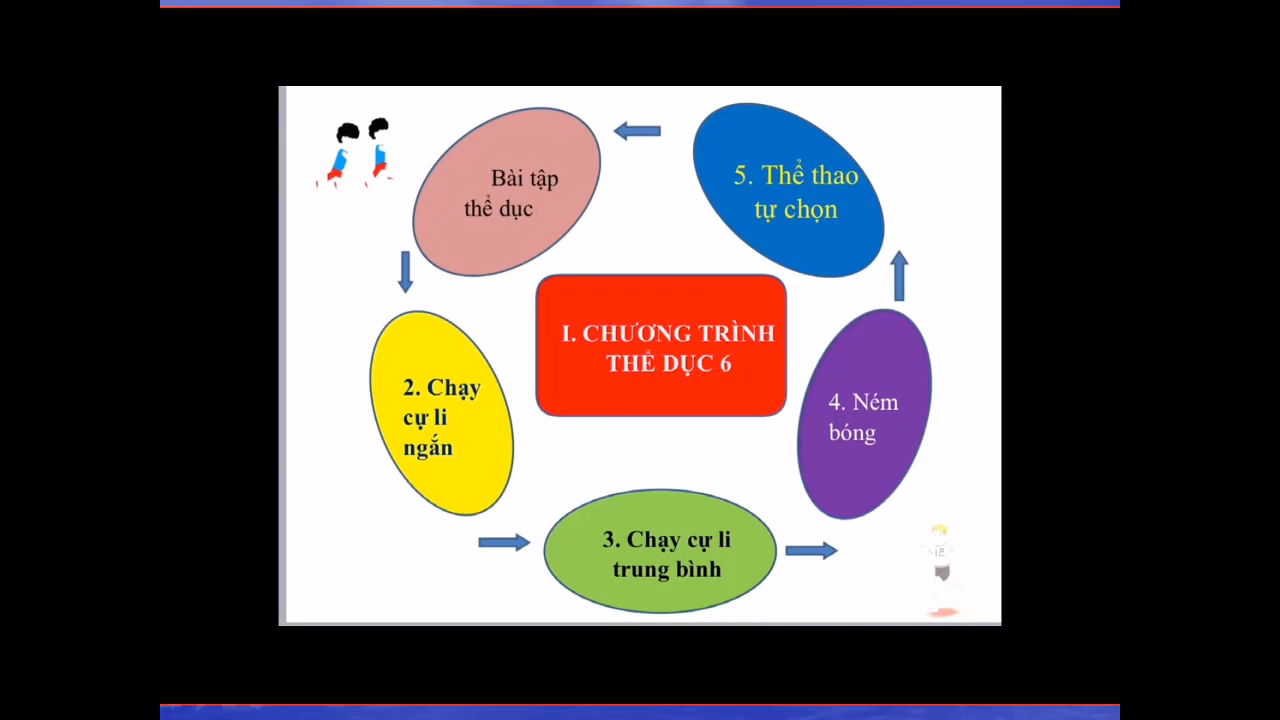 Bài tập
thể dục
5. Thể thao
tự chọn
I. CHƯƠNG TRÌNH
THỂ DỤC 6
2. Chạy
cự li
ngắn
4. Ném
bóng
3. Chạy cự li
trung bình